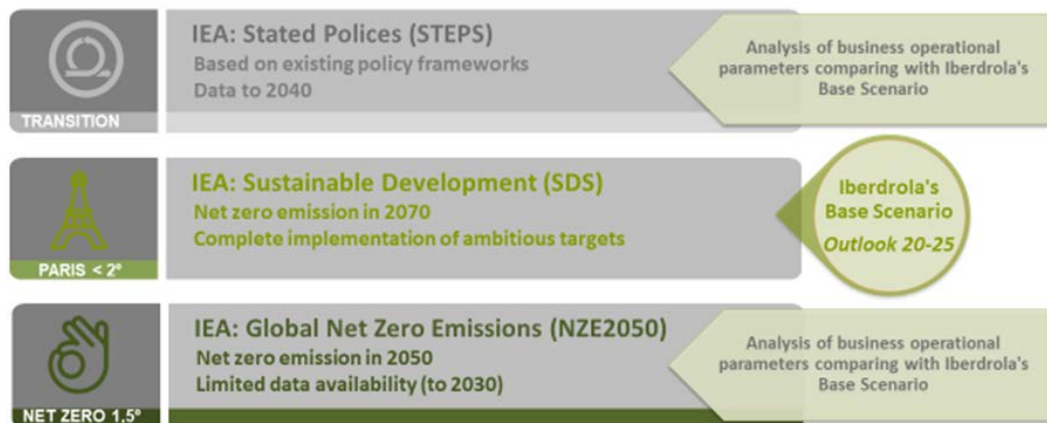 IEA: Stated Polices (STEPS)
Based on existing policy frameworks
Data to 2040
TRANSITION
Analysis of business operational
parameters comparing with Iberdrola's
Base Scenario
IEA: Sustainable Development (SDS)
Net zero emission in 2070
Complete implementation of ambitious targets
PARIS < 2º
Iberdrola's
Base Scenario
Outlook 20-25
IEA: Global Net Zero Emissions (NZE2050)
Net zero emission in 2050
Limited data availability (to 2030)
NET ZERO 1,5º
Analysis of business operational
parameters comparing with Iberdrola's
Base Scenario